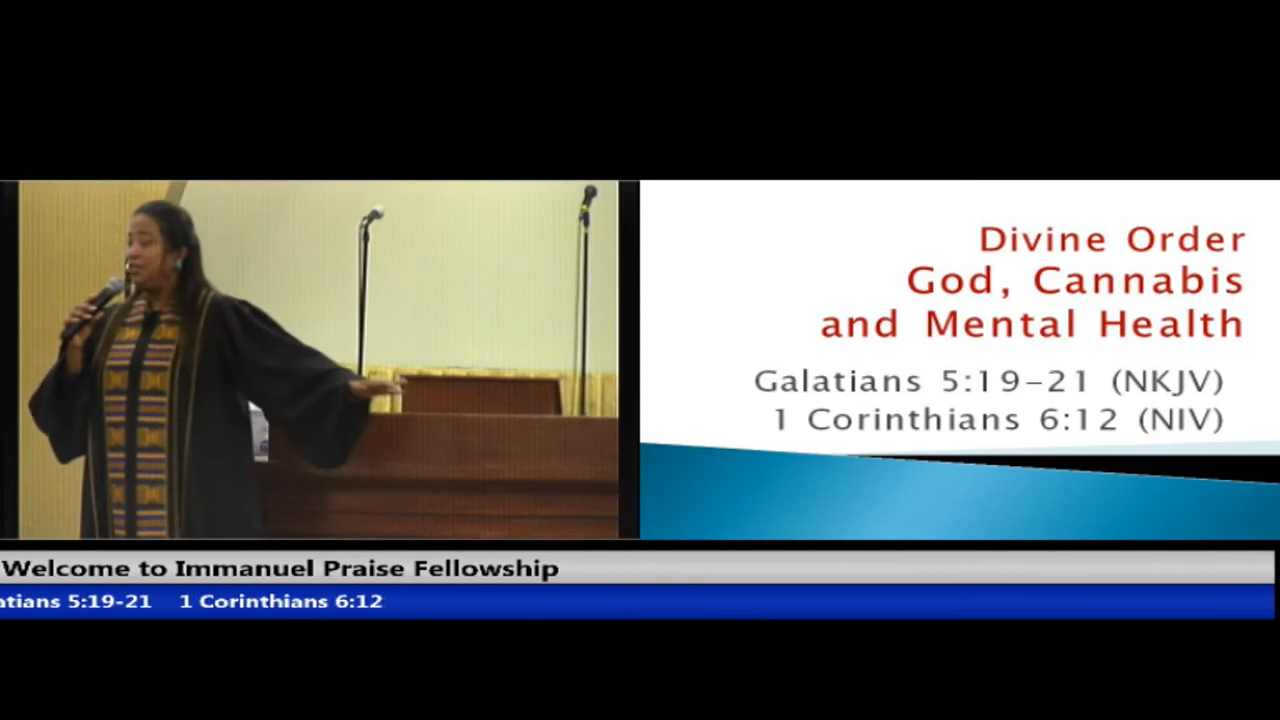 Divine Order
God, Cannabis
and Mental Health
Galatians 5:19-21 (NKJV)
1 Corinthians 6:12 (NIV)
Welcome to Immanuel Praise Fellowship
atians 5:19-21 1 Corinthians 6:12